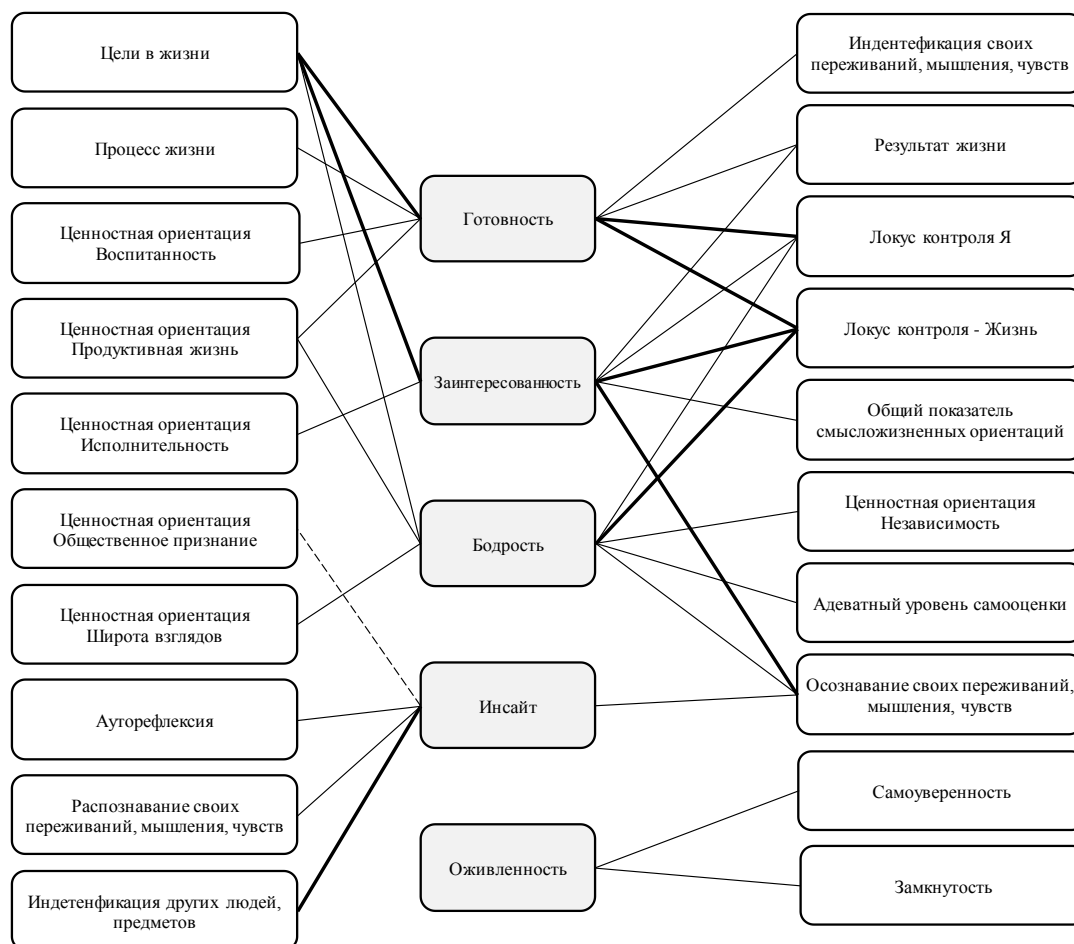 Цели в жизни
Процесс жизни
Ценностная ориентация
Воспитанность
Ценностная ориентация
Продуктивная жизнь
Ценностная ориентация
Исполнительность
Ценностная ориентация
Общественное признание
Ценностная ориентация
Широта взглядов
Ауторефлексия
Распознавание своих
переживаний, мышления, чувств
Индетенфикация других людей,
предметов
Готовность
Заинтересованность
Бодрость
Инсайт
Оживленность
Индентефикация своих
переживаний, мышления, чувств
Результат жизни
Локус контроля Я
Локус контроля - Жизнь
Общий показатель
смысложизненных ориентаций
Ценностная ориентация
Независимость
Адеватный уровень самооценки
Осознавание своих переживаний,
мышления, чувств
Самоуверенность
Замкнутость